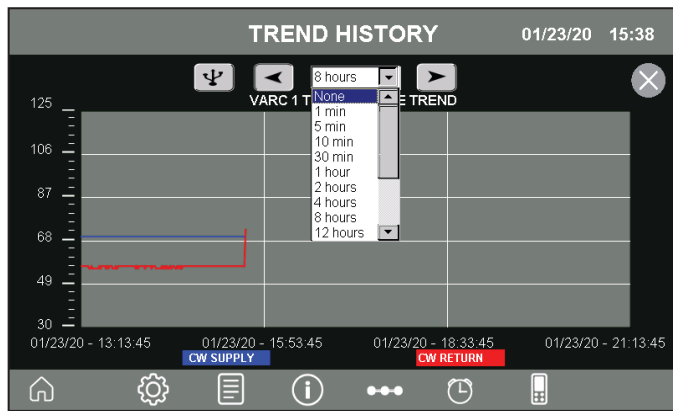 TREND HISTORY 01/23/20 15:38
8 hours
VARC 1 T E TREND
None
1 min
5 min
10 min
30 min
1 hour
2 hours
4 hours
8 hours
12 hours
125
106
87
68
49
30
01/23/20 - 13:13:45 01/23/20 - 15:53:45 01/23/20 - 18:33:45 01/23/20 - 21:13:45
CW SUPPLY CW RETURN